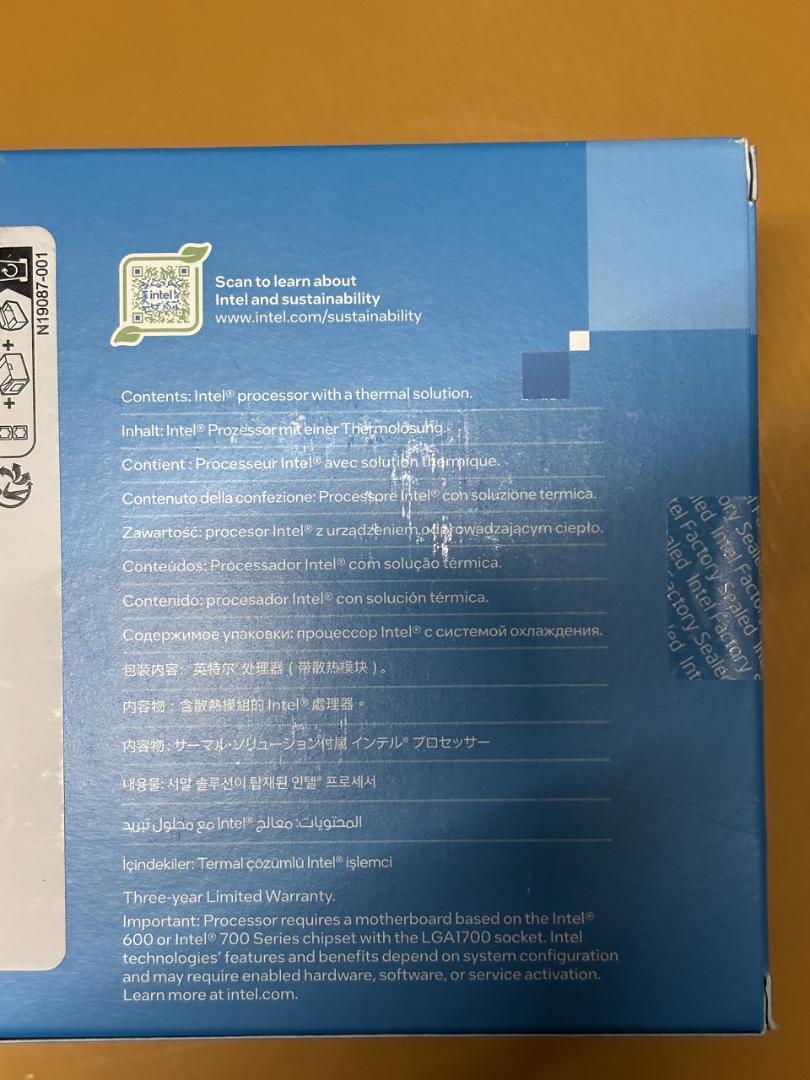 N19087-001
intel
Scan to learn about
Intel and sustainability
www.intel.com/sustainability
Contents: Intel® processor with a thermal solution.
Inhalt: Intel® Prozessor mit einer Thermolösung.
Contient : Processeur Intel® avec solution thermique.
Contenuto della confezione: Processore Intel® con soluzione termica.
Zawartość: procesor Intel® z urządzeniem odprowadzającym ciepło.
Conteúdos: Processador Intel® com solução térmica.
Contenido: procesador Intel® con solución térmica.
Содержимое упаковки: процессор Intel® с системой охлаждения.
包装内容：英特尔 处理器 ( 带散热模块 ) 。
内容物：含散熱模組的 Intel® 處理器。
内容物 : サーマル･ソリューション付属 インテル® プロセッサー
내용물: 서말 솔루션이 탑재된 인텔® 프로세서
المحتويات: معالج Intel® مع محلول تبريد
İçindekiler: Termal çözümlü Intel® işlemci
Three-year Limited Warranty.
Important: Processor requires a motherboard based on the Intel®
600 or Intel® 700 Series chipset with the LGA1700 socket. Intel
technologies' features and benefits depend on system configuration
and may require enabled hardware, software, or service activation.
Learn more at intel.com.
Intel Factory Sealed